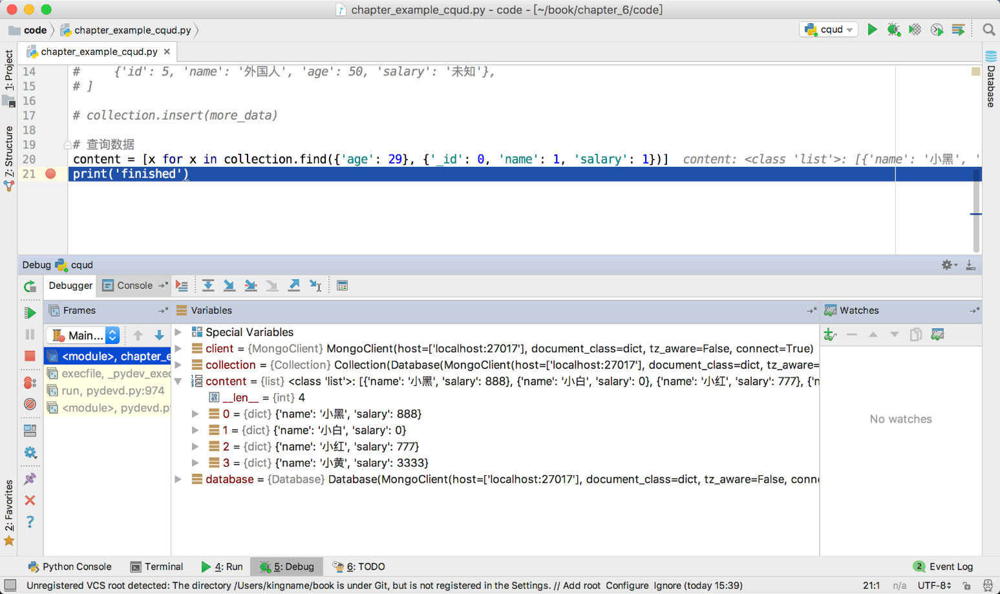 chapter_example_cqud.py - code - [~/book/chapter_6/code]
code
chapter_example_cqud.py
cqud
chapter_example_cqud.py
1: Project
7: Structure
2: Favorites
Database
14 #     {'id': 5, 'name': '外国人', 'age': 50, 'salary': '未知'},
15 # ]
16
17 # collection.insert(more_data)
18
19 # 查询数据
20 content = [x for x in collection.find({'age': 29}, {'_id': 0, 'name': 1, 'salary': 1})] content: <class 'list'>: [{'name': '小黑', '
21 print('finished')
Debug cqud
Debugger Console
Frames
Variables
Watches
Main...
<module>, chapter_e
execfile, _pydev_exec
run, pydevd.py:974
<module>, pydevd.py
Special Variables
client = {MongoClient} MongoClient(host=['localhost:27017'], document_class=dict, tz_aware=False, connect=True)
collection = {Collection} Collection(Database(MongoClient(host=['localhost:27017'], document_class=dict, tz_aware=
content = {list} <class 'list'>: [{'name': '小黑', 'salary': 888}, {'name': '小白', 'salary': 0}, {'name': '小红', 'salary': 777}, {'n
__len__ = {int} 4
0 = {dict} {'name': '小黑', 'salary': 888}
1 = {dict} {'name': '小白', 'salary': 0}
2 = {dict} {'name': '小红', 'salary': 777}
3 = {dict} {'name': '小黄', 'salary': 3333}
database = {Database} Database(MongoClient(host=['localhost:27017'], document_class=dict, tz_aware=False, conn
No watches
Python Console Terminal 4: Run 5: Debug 6: TODO 2 Event Log
Unregistered VCS root detected: The directory /Users/kingname/book is under Git, but is not registered in the Settings. // Add root Configure Ignore (today 15:39) 21:1 n/a UTF-8